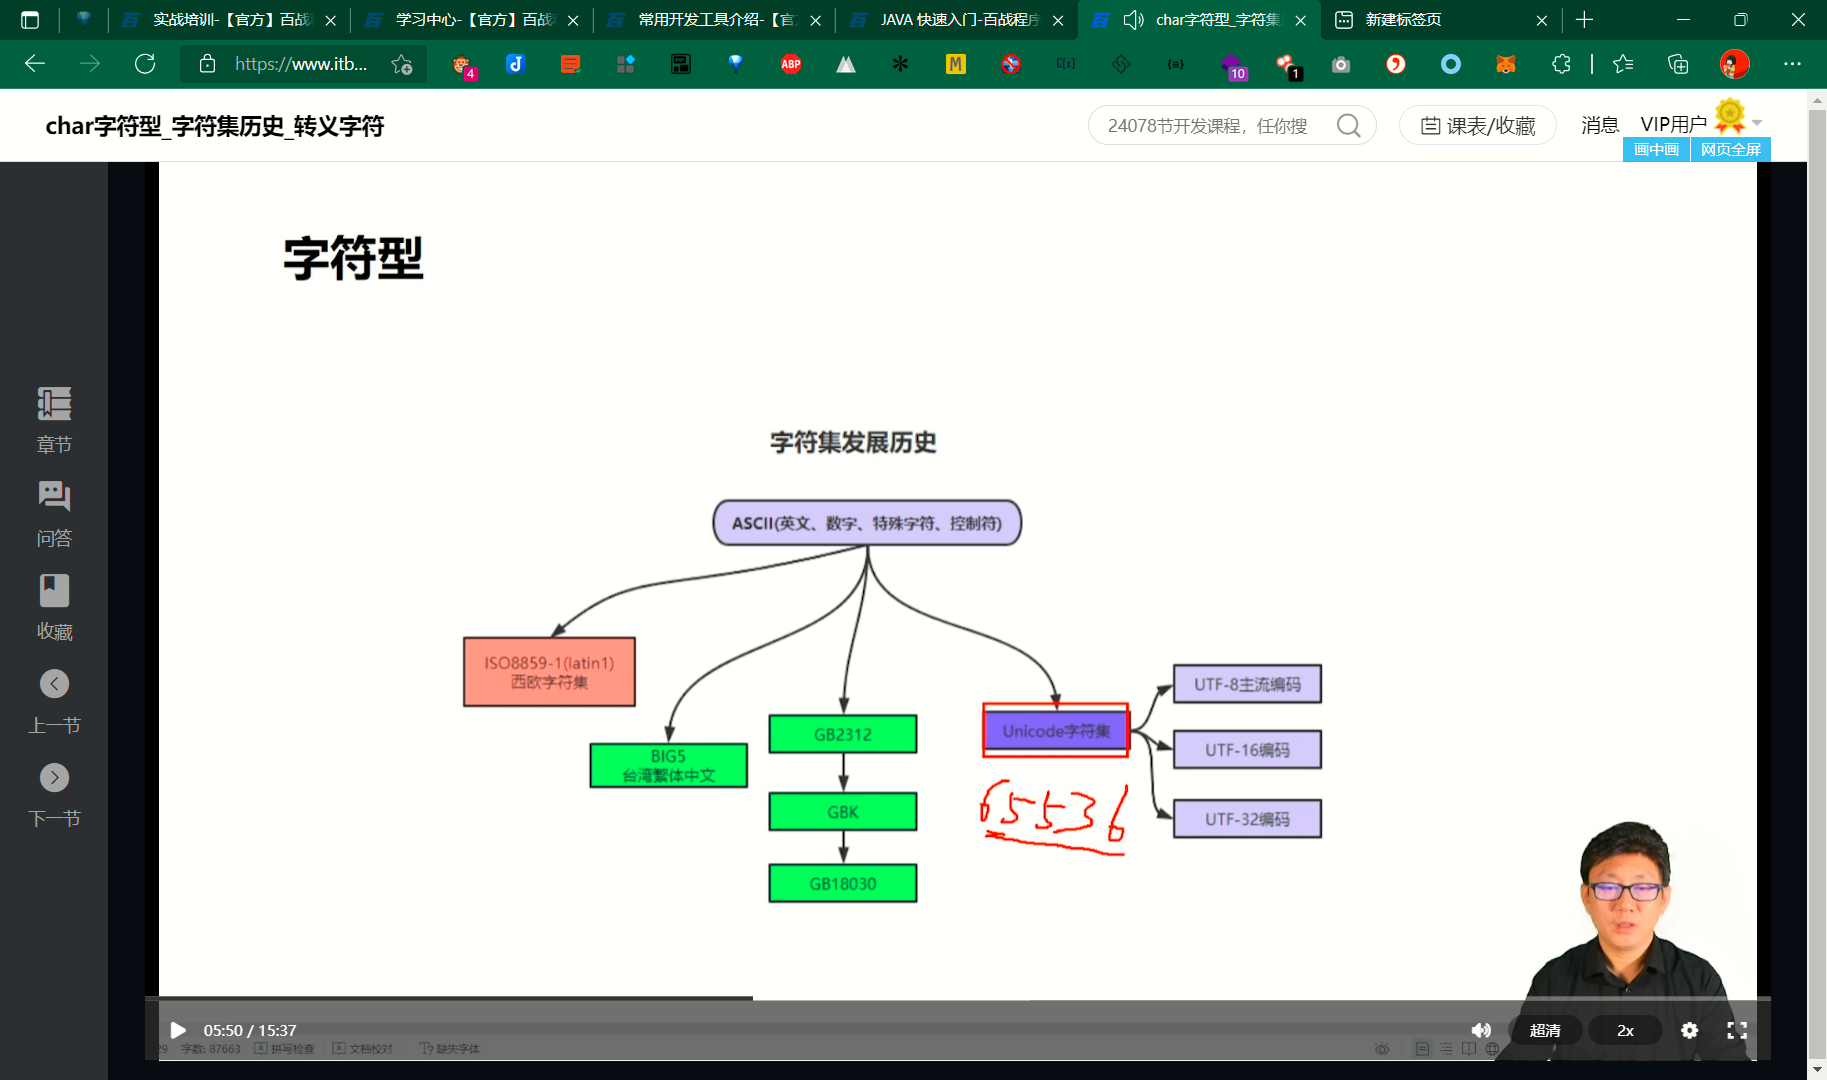 实战培训-【官方】百战
学习中心-【官方】百战
常用开发工具介绍-【官
JAVA 快速入门-百战程序
char字符型_字符集
新建标签页
https://www.itb...
4
ABP
M
10
1
char字符型_字符集历史_转义字符
24078节开发课程，任你搜
课表/收藏
消息
VIP用户
画中画
网页全屏
字符型
字符集发展历史
ASCII(英文、数字、特殊字符、控制符)
ISO8859-1(latin1)
西欧字符集
BIG5
台湾繁体中文
GB2312
GBK
GB18030
Unicode字符集
65536
UTF-8主流编码
UTF-16编码
UTF-32编码
章节
问答
收藏
上一节
下一节
05:50 / 15:37
超清
2x
29
字数: 87663
拼写检查
文档校对
缺失字体